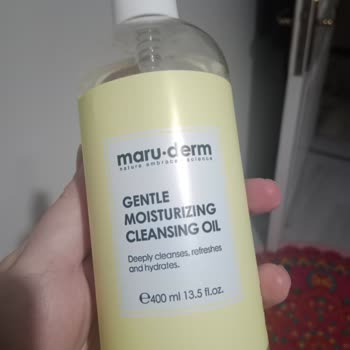 maru·derm
nature embraces science
GENTLE
MOISTURIZING
CLEANSING OIL
Deeply cleanses, refreshes
and hydrates.
℮400 ml 13.5 fl.oz.